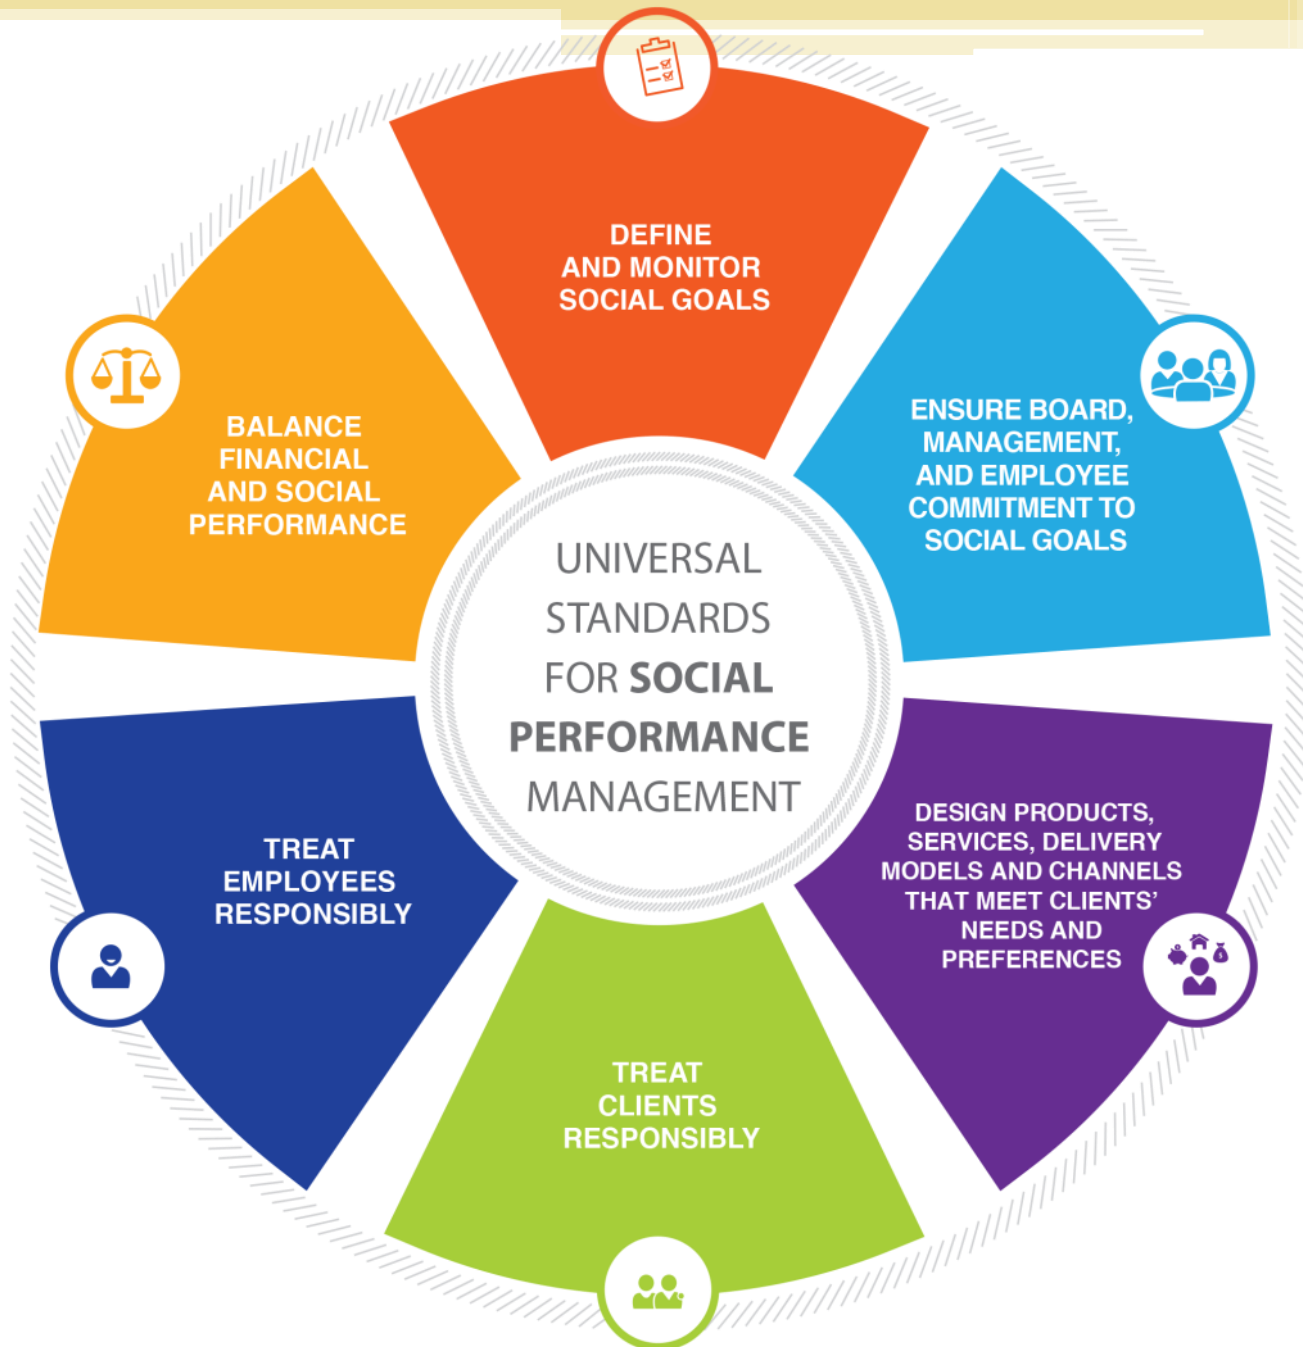 DEFINE
AND MONITOR
SOCIAL GOALS
ENSURE BOARD,
MANAGEMENT,
AND EMPLOYEE
COMMITMENT TO
SOCIAL GOALS
DESIGN PRODUCTS,
SERVICES, DELIVERY
MODELS AND CHANNELS
THAT MEET CLIENTS’
NEEDS AND
PREFERENCES
TREAT
CLIENTS
RESPONSIBLY
TREAT
EMPLOYEES
RESPONSIBLY
BALANCE
FINANCIAL
AND SOCIAL
PERFORMANCE
UNIVERSAL
STANDARDS
FOR SOCIAL
PERFORMANCE
MANAGEMENT